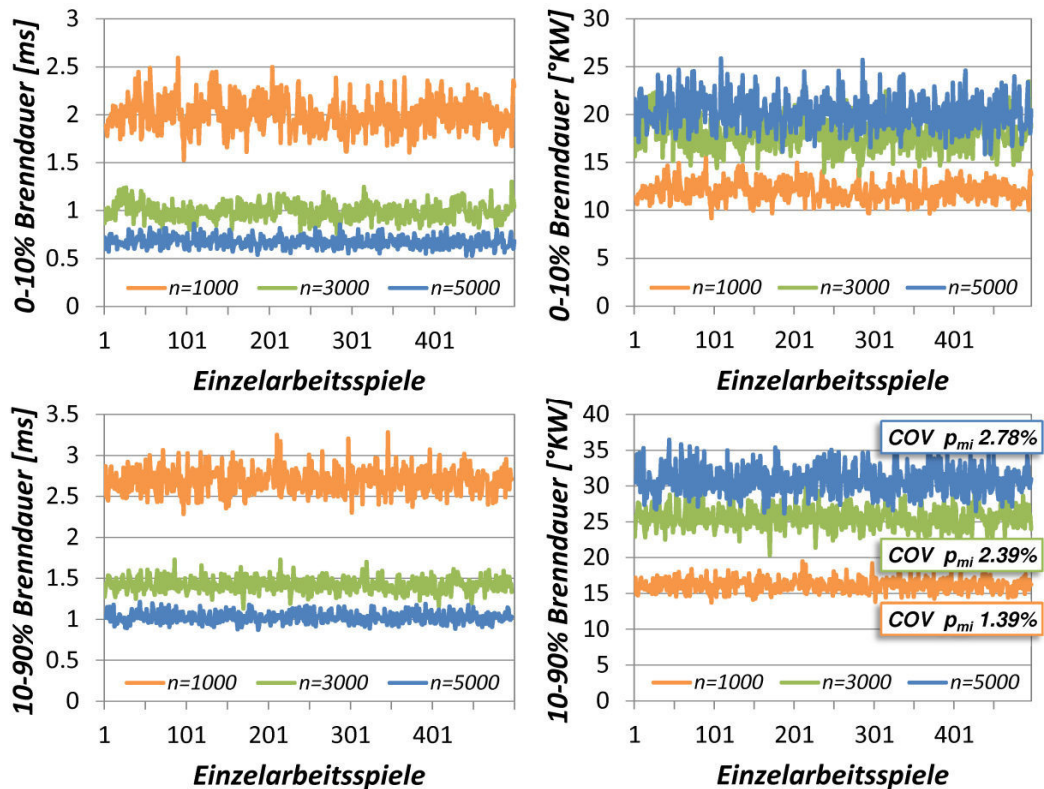 0-10% Brenndauer [ms]
3
2.5
2
1.5
1
0.5
0
n=1000 n=3000 n=5000
1 101 201 301 401
Einzelarbeitsspiele
0-10% Brenndauer [°KW]
30
25
20
15
10
5
0
n=1000 n=3000 n=5000
1 101 201 301 401
Einzelarbeitsspiele
10-90% Brenndauer [ms]
3.5
3
2.5
2
1.5
1
0.5
0
n=1000 n=3000 n=5000
1 101 201 301 401
Einzelarbeitsspiele
10-90% Brenndauer [°KW]
40
35
30
25
20
15
10
5
0
COV pmi 2.78%
COV pmi 2.39%
COV pmi 1.39%
n=1000 n=3000 n=5000
1 101 201 301 401
Einzelarbeitsspiele